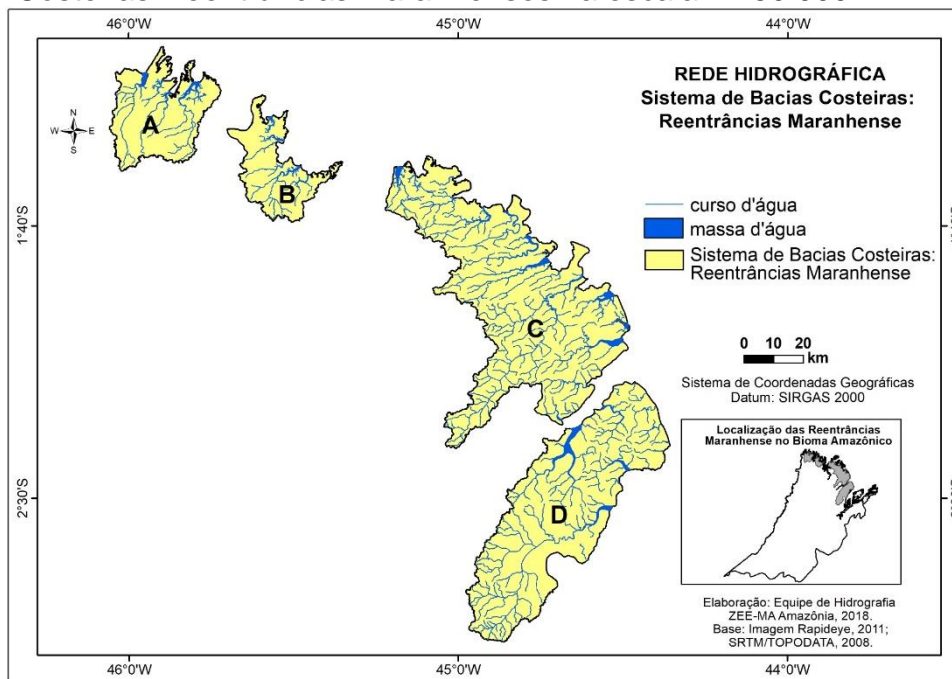 46°0'W
45°0'W
44°0'W
REDE HIDROGRÁFICA
Sistema de Bacias Costeiras:
Reentrâncias Maranhense
N
W E
S
A
B
C
D
1°40'S
2°30'S
curso d'água
massa d'água
Sistema de Bacias Costeiras:
Reentrâncias Maranhense
0 10 20
km
Sistema de Coordenadas Geográficas
Datum: SIRGAS 2000
Localização das Reentrâncias
Maranhense no Bioma Amazônico
Elaboração: Equipe de Hidrografia
ZEE-MA Amazônia, 2018.
Base: Imagem Rapideye, 2011;
SRTM/TOPODATA, 2008.
46°0'W
45°0'W
44°0'W